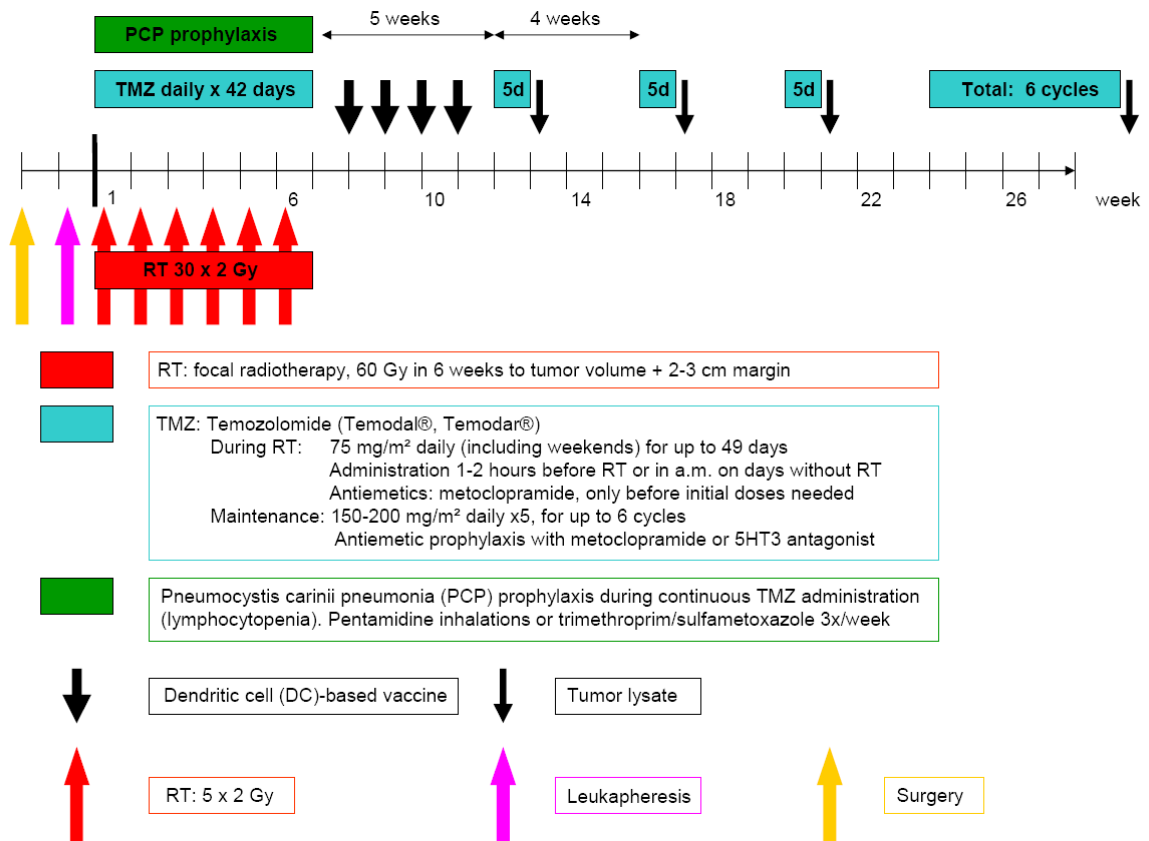 PCP prophylaxis
5 weeks
4 weeks
TMZ daily x 42 days
5d
5d
5d
Total: 6 cycles
1
6
10
14
18
22
26
week
RT 30 x 2 Gy
RT: focal radiotherapy, 60 Gy in 6 weeks to tumor volume + 2-3 cm margin
TMZ: Temozolomide (Temodal®, Temodar®)
During RT: 75 mg/m² daily (including weekends) for up to 49 days
Administration 1-2 hours before RT or in a.m. on days without RT
Antiemetics: metoclopramide, only before initial doses needed
Maintenance: 150-200 mg/m² daily x5, for up to 6 cycles
Antiemetic prophylaxis with metoclopramide or 5HT3 antagonist
Pneumocystis carinii pneumonia (PCP) prophylaxis during continuous TMZ administration
(lymphocytopenia). Pentamidine inhalations or trimethroprim/sulfametoxazole 3x/week
Dendritic cell (DC)-based vaccine
Tumor lysate
RT: 5 x 2 Gy
Leukapheresis
Surgery